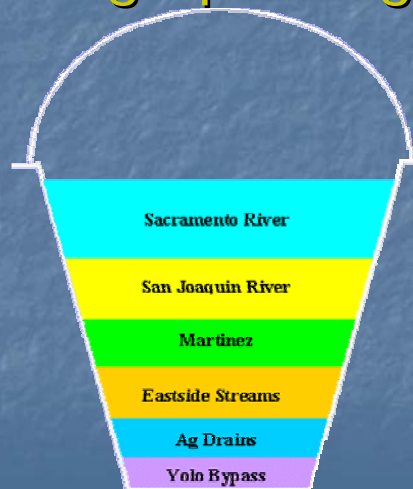 Sacramento River
San Joaquin River
Martinez
Eastside Streams
Ag Drains
Yolo Bypass